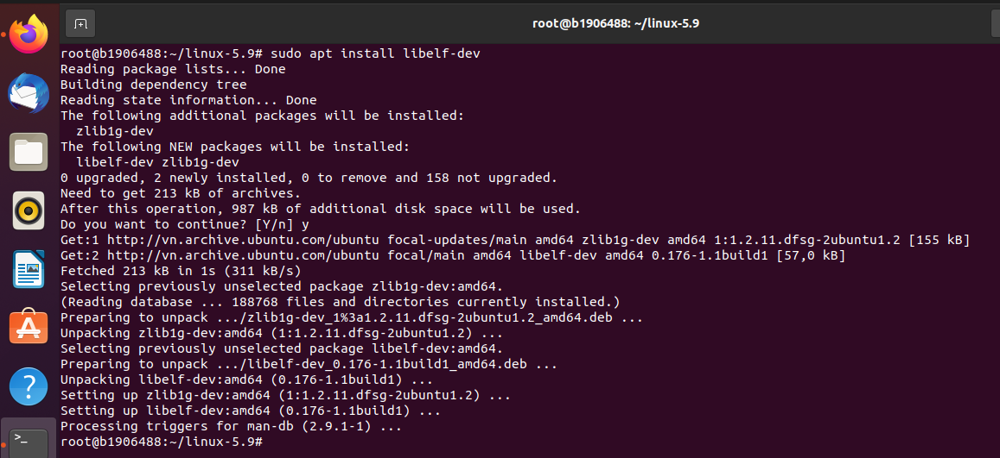 root@b1906488: ~/linux-5.9
root@b1906488:~/linux-5.9# sudo apt install libelf-dev
Reading package lists... Done
Building dependency tree
Reading state information... Done
The following additional packages will be installed:
  zlib1g-dev
The following NEW packages will be installed:
  libelf-dev zlib1g-dev
0 upgraded, 2 newly installed, 0 to remove and 158 not upgraded.
Need to get 213 kB of archives.
After this operation, 987 kB of additional disk space will be used.
Do you want to continue? [Y/n] y
Get:1 http://vn.archive.ubuntu.com/ubuntu focal-updates/main amd64 zlib1g-dev amd64 1:1.2.11.dfsg-2ubuntu1.2 [155 kB]
Get:2 http://vn.archive.ubuntu.com/ubuntu focal/main amd64 libelf-dev amd64 0.176-1.1build1 [57,0 kB]
Fetched 213 kB in 1s (311 kB/s)
Selecting previously unselected package zlib1g-dev:amd64.
(Reading database ... 188768 files and directories currently installed.)
Preparing to unpack .../zlib1g-dev_1%3a1.2.11.dfsg-2ubuntu1.2_amd64.deb ...
Unpacking zlib1g-dev:amd64 (1:1.2.11.dfsg-2ubuntu1.2) ...
Selecting previously unselected package libelf-dev:amd64.
Preparing to unpack .../libelf-dev_0.176-1.1build1_amd64.deb ...
Unpacking libelf-dev:amd64 (0.176-1.1build1) ...
Setting up zlib1g-dev:amd64 (1:1.2.11.dfsg-2ubuntu1.2) ...
Setting up libelf-dev:amd64 (0.176-1.1build1) ...
Processing triggers for man-db (2.9.1-1) ...
root@b1906488:~/linux-5.9#